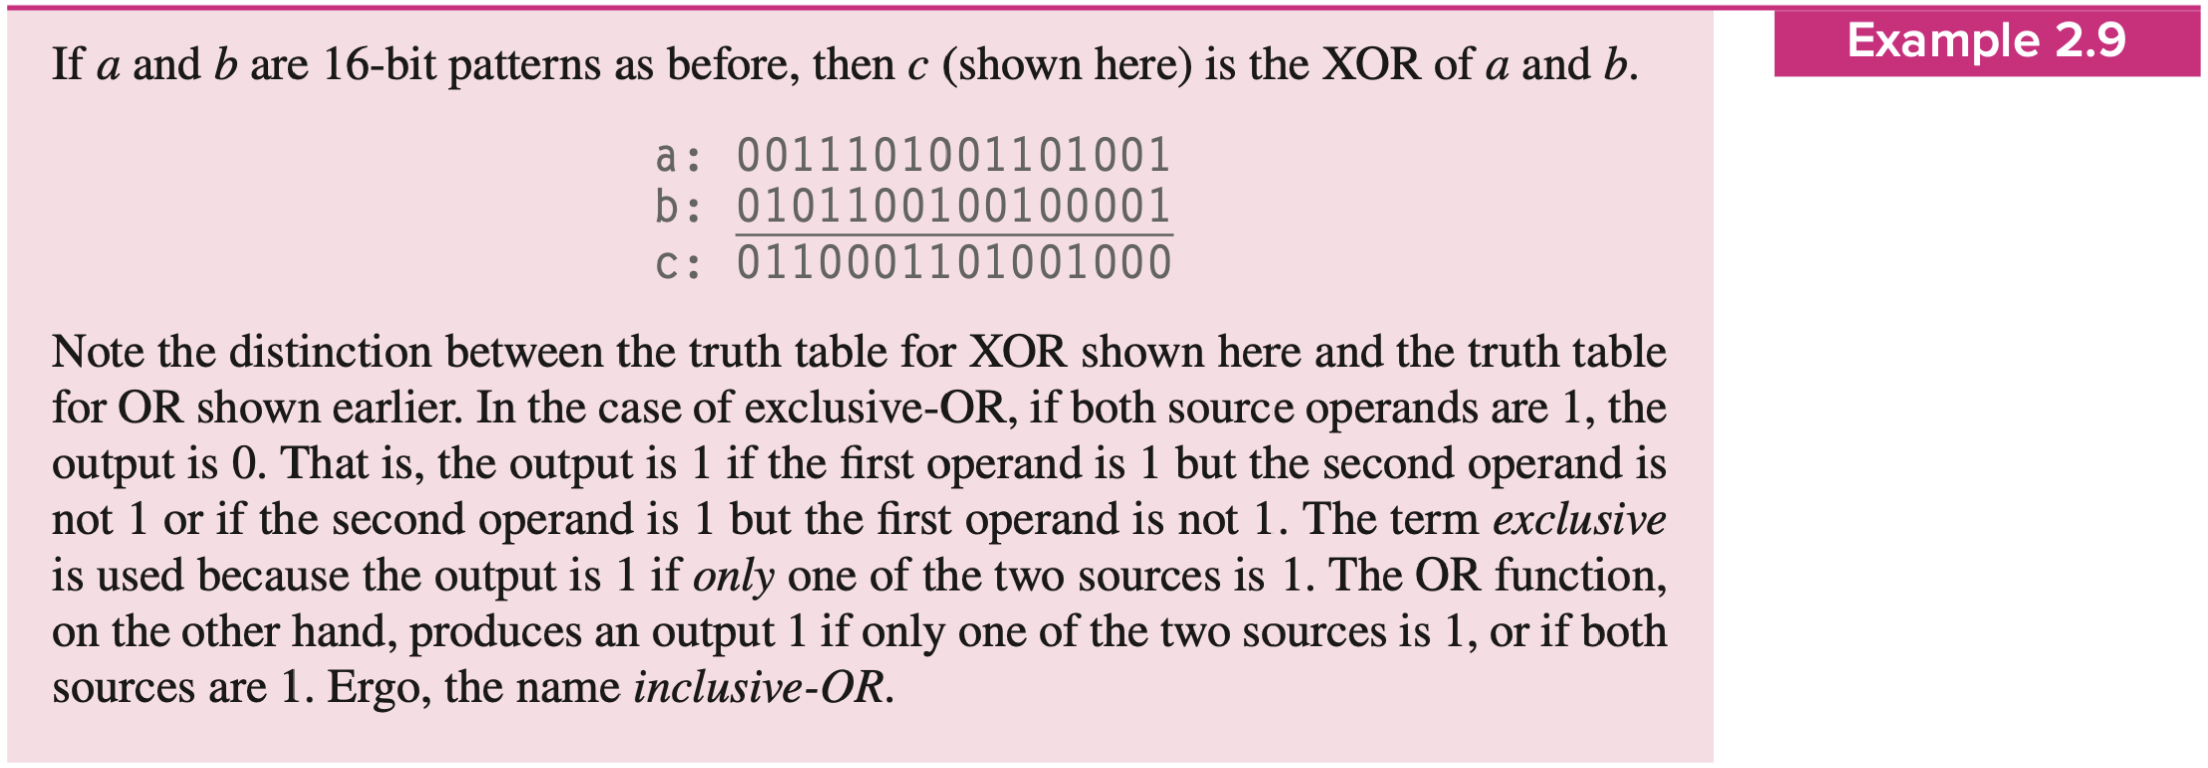 Example 2.9
If a and b are 16-bit patterns as before, then c (shown here) is the XOR of a and b.
a: 0011101001101001
b: 0101100100100001
c: 0110001101001000
Note the distinction between the truth table for XOR shown here and the truth table
for OR shown earlier. In the case of exclusive-OR, if both source operands are 1, the
output is 0. That is, the output is 1 if the first operand is 1 but the second operand is
not 1 or if the second operand is 1 but the first operand is not 1. The term exclusive
is used because the output is 1 if only one of the two sources is 1. The OR function,
on the other hand, produces an output 1 if only one of the two sources is 1, or if both
sources are 1. Ergo, the name inclusive-OR.